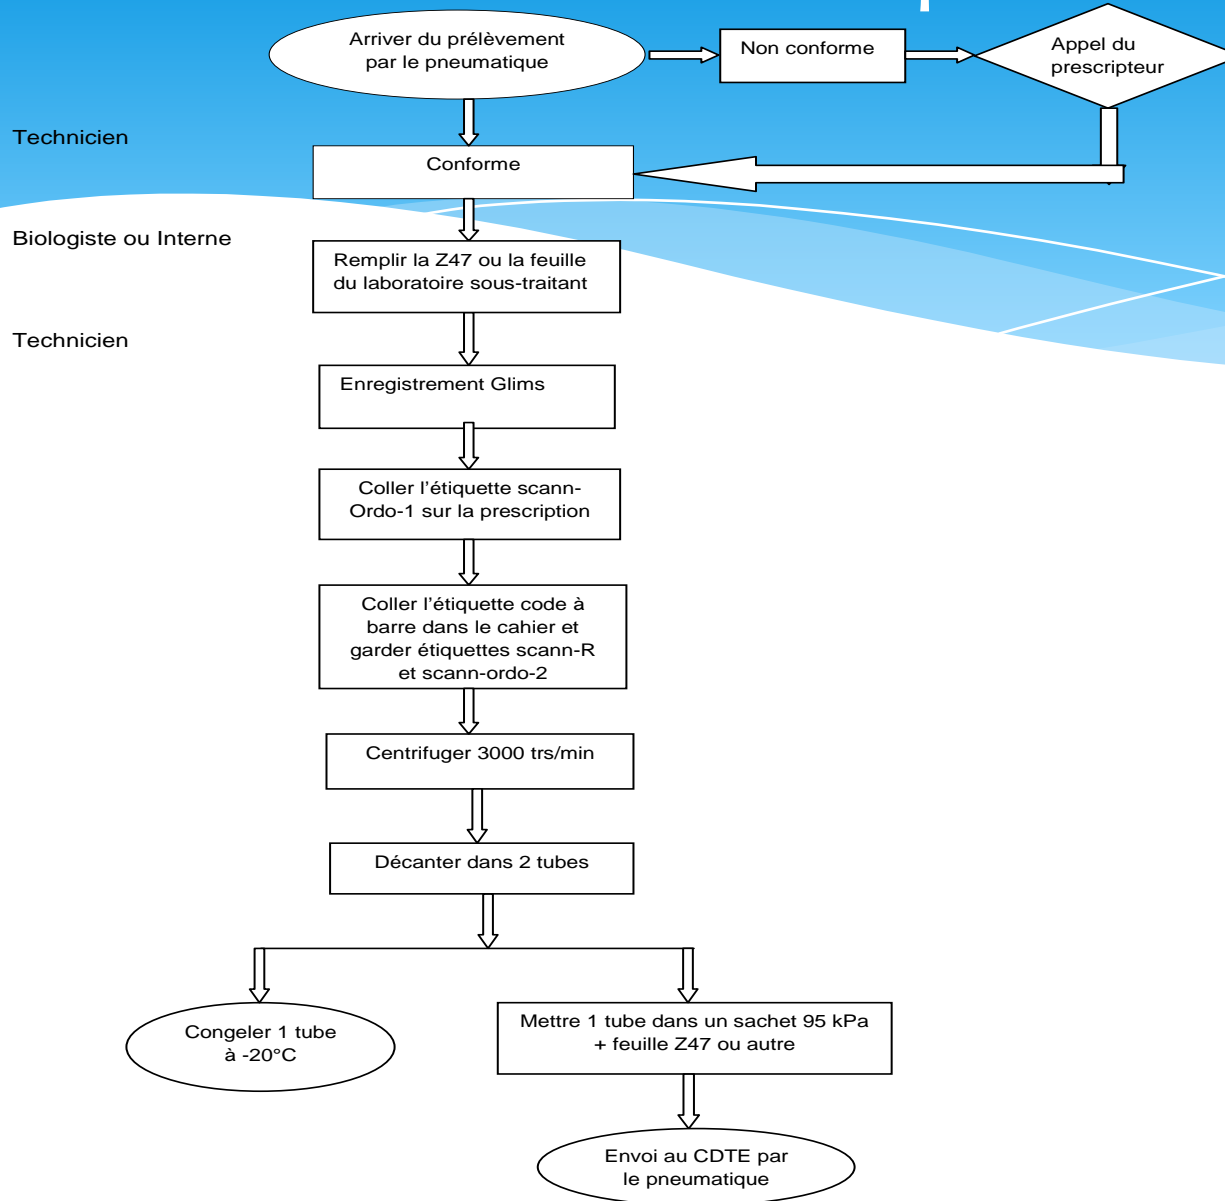 Arriver du prélèvement
par le pneumatique
Non conforme
Appel du
prescripteur
Technicien
Conforme
Biologiste ou Interne
Remplir la Z47 ou la feuille
du laboratoire sous-traitant
Technicien
Enregistrement Glims
Coller l’étiquette scann-
Ordo-1 sur la prescription
Coller l’étiquette code à
barre dans le cahier et
garder étiquettes scann-R
et scann-ordo-2
Centrifuger 3000 trs/min
Décanter dans 2 tubes
Congeler 1 tube
à -20°C
Mettre 1 tube dans un sachet 95 kPa
+ feuille Z47 ou autre
Envoi au CDTE par
le pneumatique